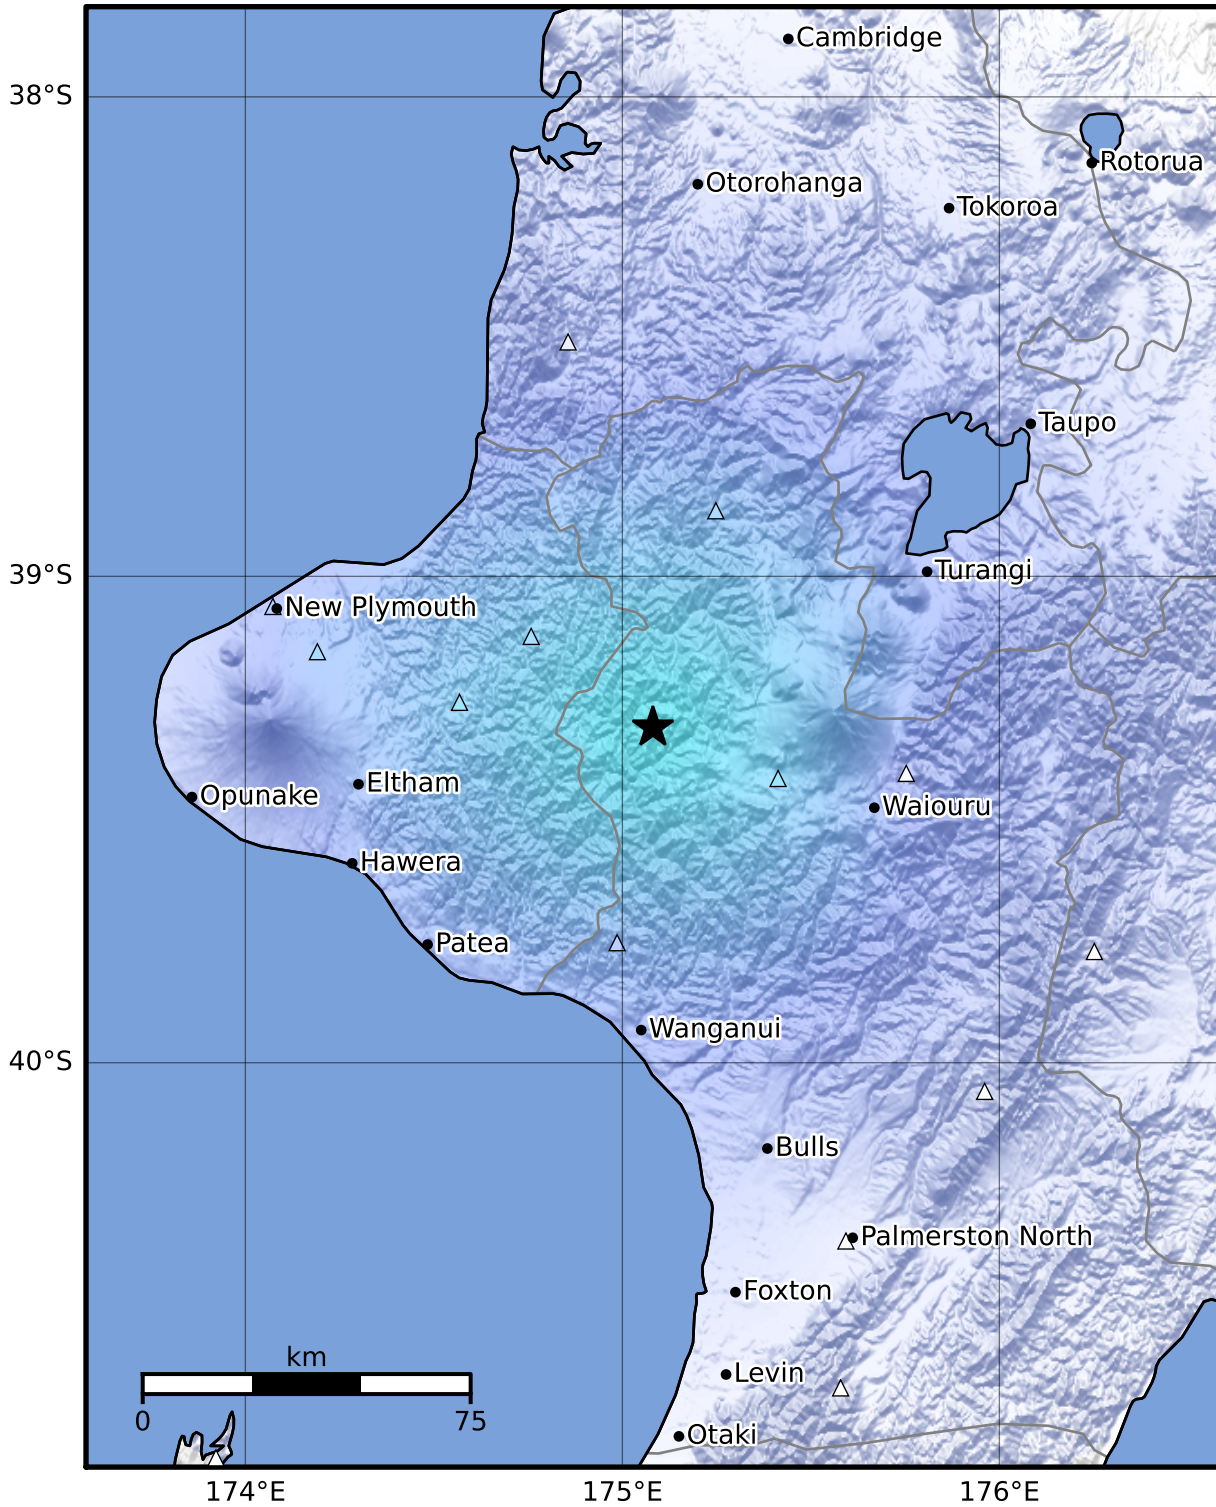 Cambridge
38°S
Rotorua
Otorohanga
Tokoroa
Taupo
39°S
Turangi
New Plymouth
Eltham
Opunake
Waiouru
Hawera
Patea
Wanganui
40°S
Bulls
Palmerston North
Foxton
km
Levin
0
75
Otaki
174°E
175°E
176°E